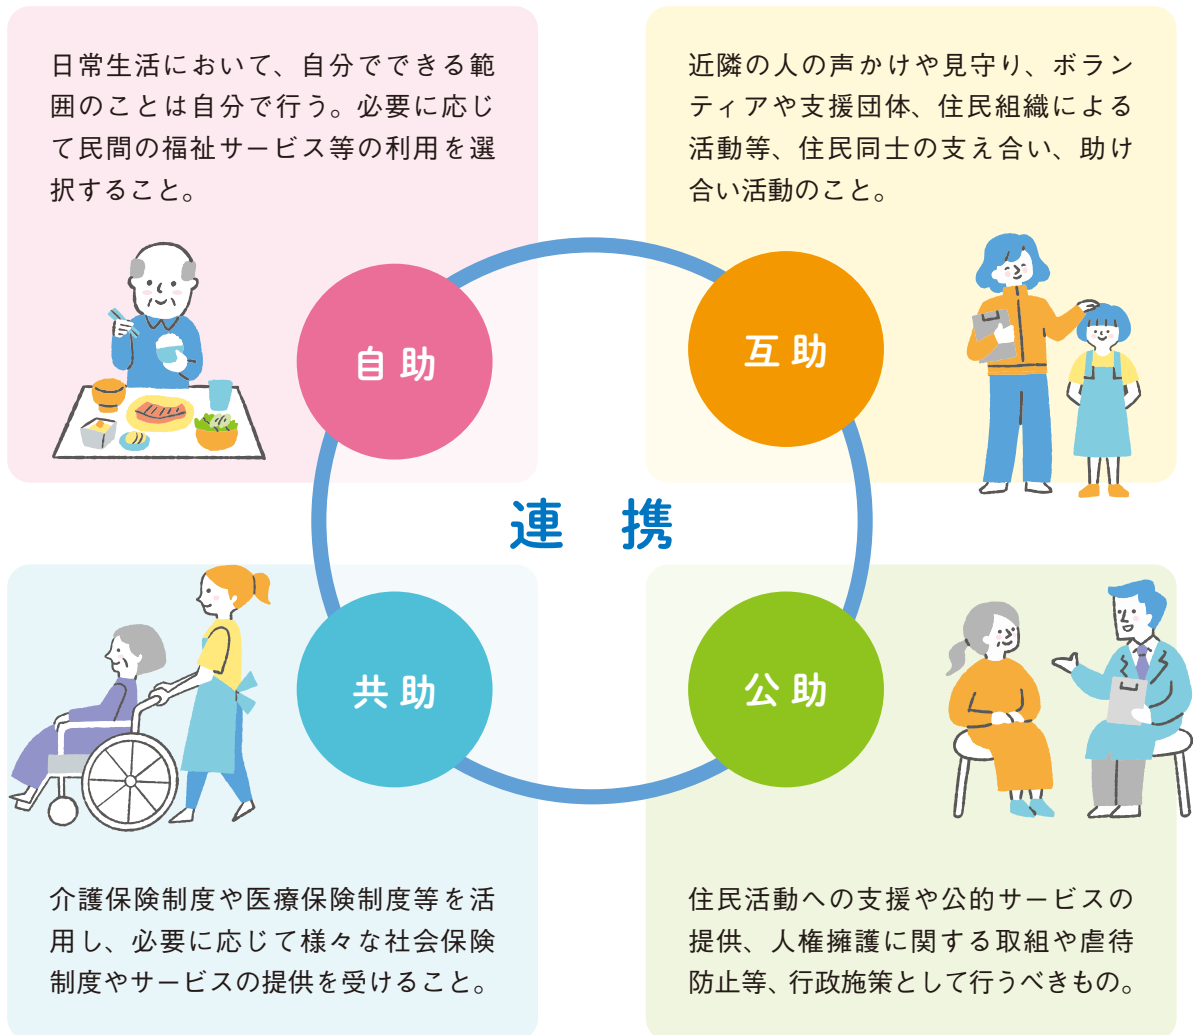 日常生活において、自分でできる範
囲のことは自分で行う。必要に応じ
て民間の福祉サービス等の利用を選
択すること。
近隣の人の声かけや見守り、ボラン
ティアや支援団体、住民組織による
活動等、住民同士の支え合い、助け
合い活動のこと。
自助
互助
連 携
共助
公助
介護保険制度や医療保険制度等を活
用し、必要に応じて様々な社会保険
制度やサービスの提供を受けること。
住民活動への支援や公的サービスの
提供、人権擁護に関する取組や虐待
防止等、行政施策として行うべきもの。